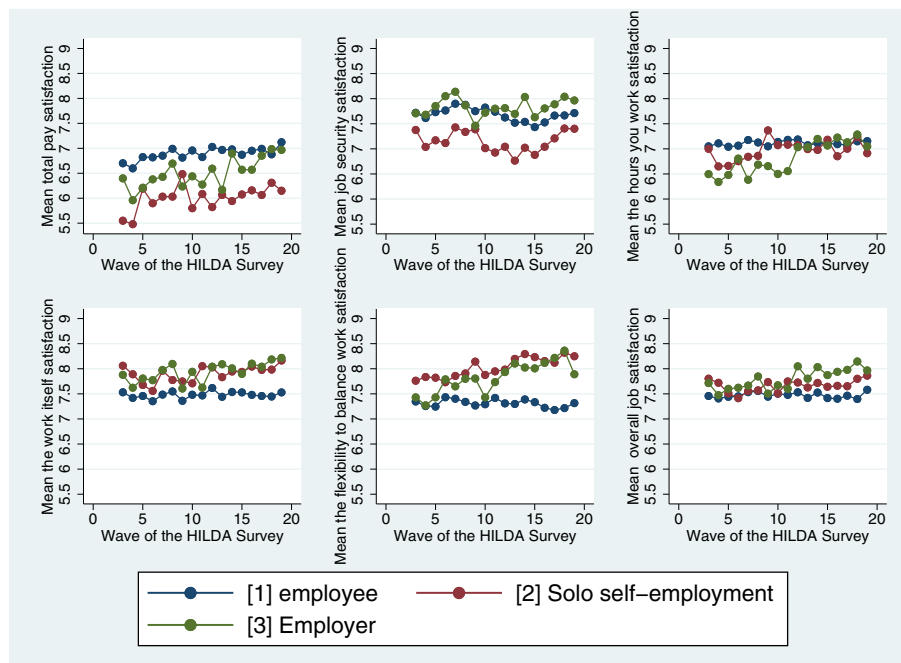 Mean total pay satisfaction
9
8.5
8
7.5
7
6.5
6
5.5
0 5 10 15 20
Wave of the HILDA Survey
Mean job security satisfaction
9
8.5
8
7.5
7
6.5
6
5.5
0 5 10 15 20
Wave of the HILDA Survey
Mean the hours you work satisfaction
9
8.5
8
7.5
7
6.5
6
5.5
0 5 10 15 20
Wave of the HILDA Survey
Mean the work itself satisfaction
9
8.5
8
7.5
7
6.5
6
5.5
0 5 10 15 20
Wave of the HILDA Survey
Mean the flexibility to balance work satisfaction
9
8.5
8
7.5
7
6.5
6
5.5
0 5 10 15 20
Wave of the HILDA Survey
Mean overall job satisfaction
9
8.5
8
7.5
7
6.5
6
5.5
0 5 10 15 20
Wave of the HILDA Survey
[1] employee [2] Solo self−employment
[3] Employer